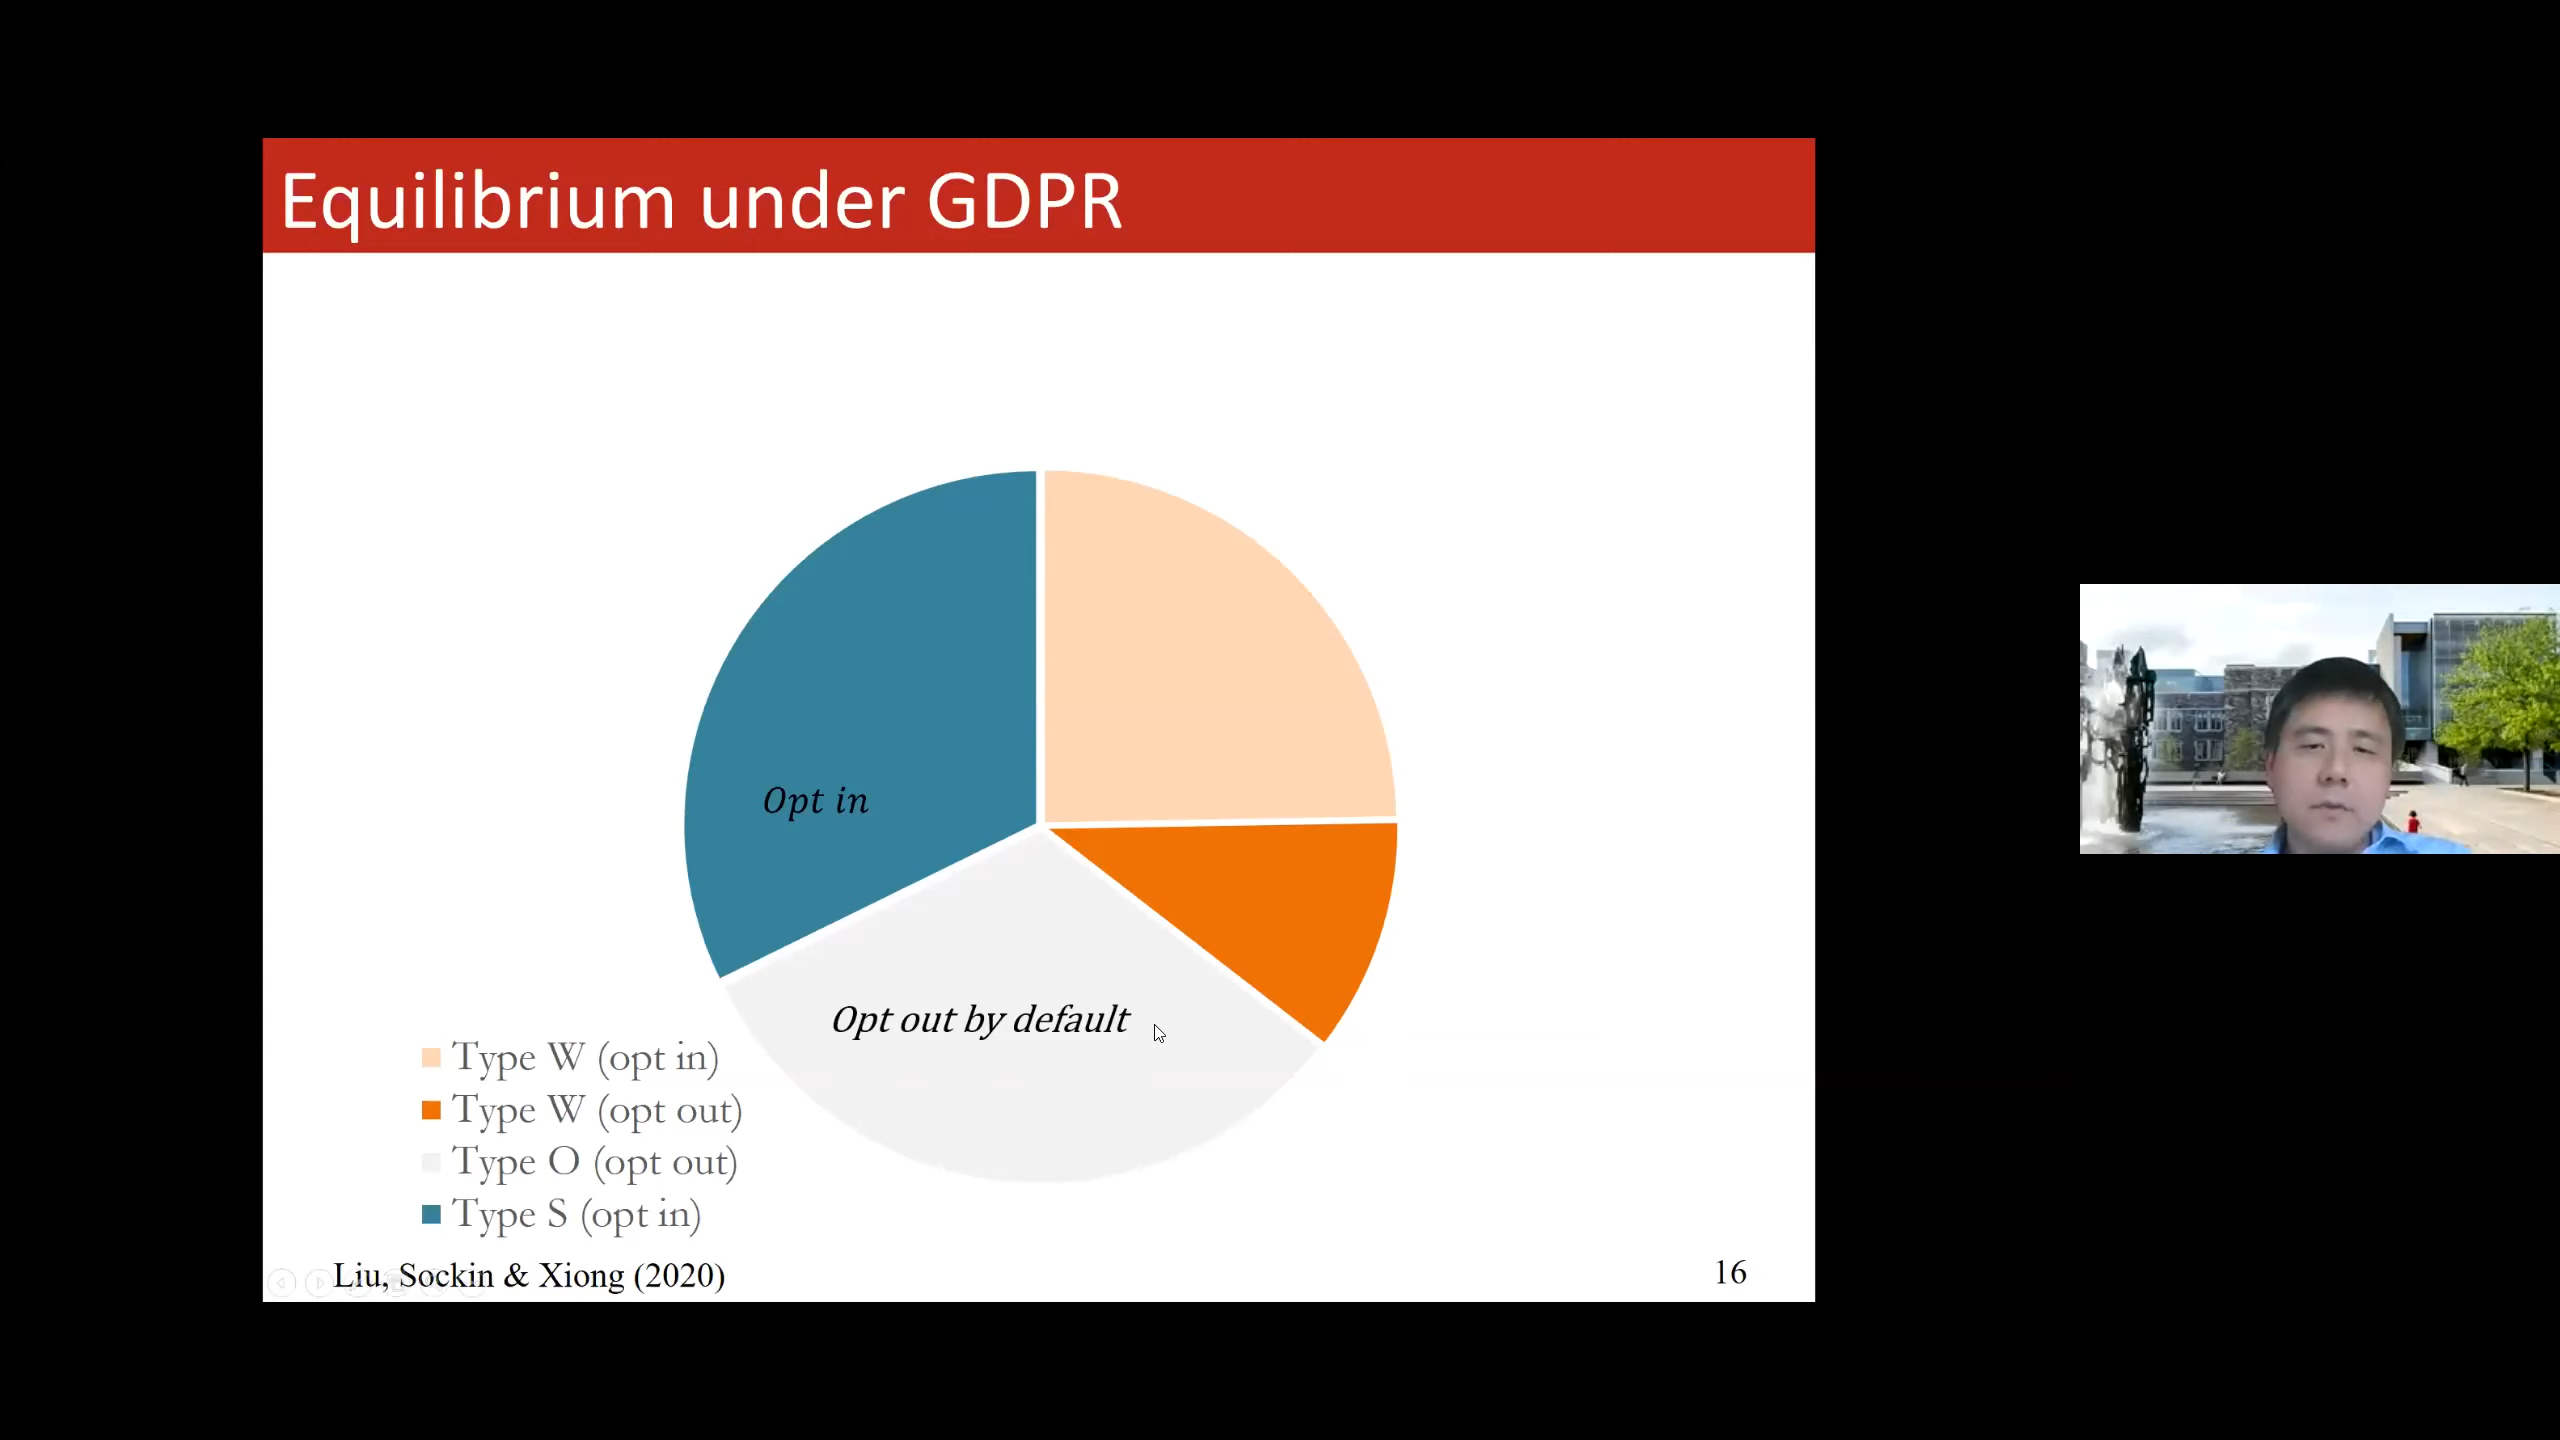 Equilibrium under GDPR
Opt in
Opt out by default
Type W (opt in)
Type W (opt out)
Type O (opt out)
Type S (opt in)
Liu, Sockin & Xiong (2020)
16